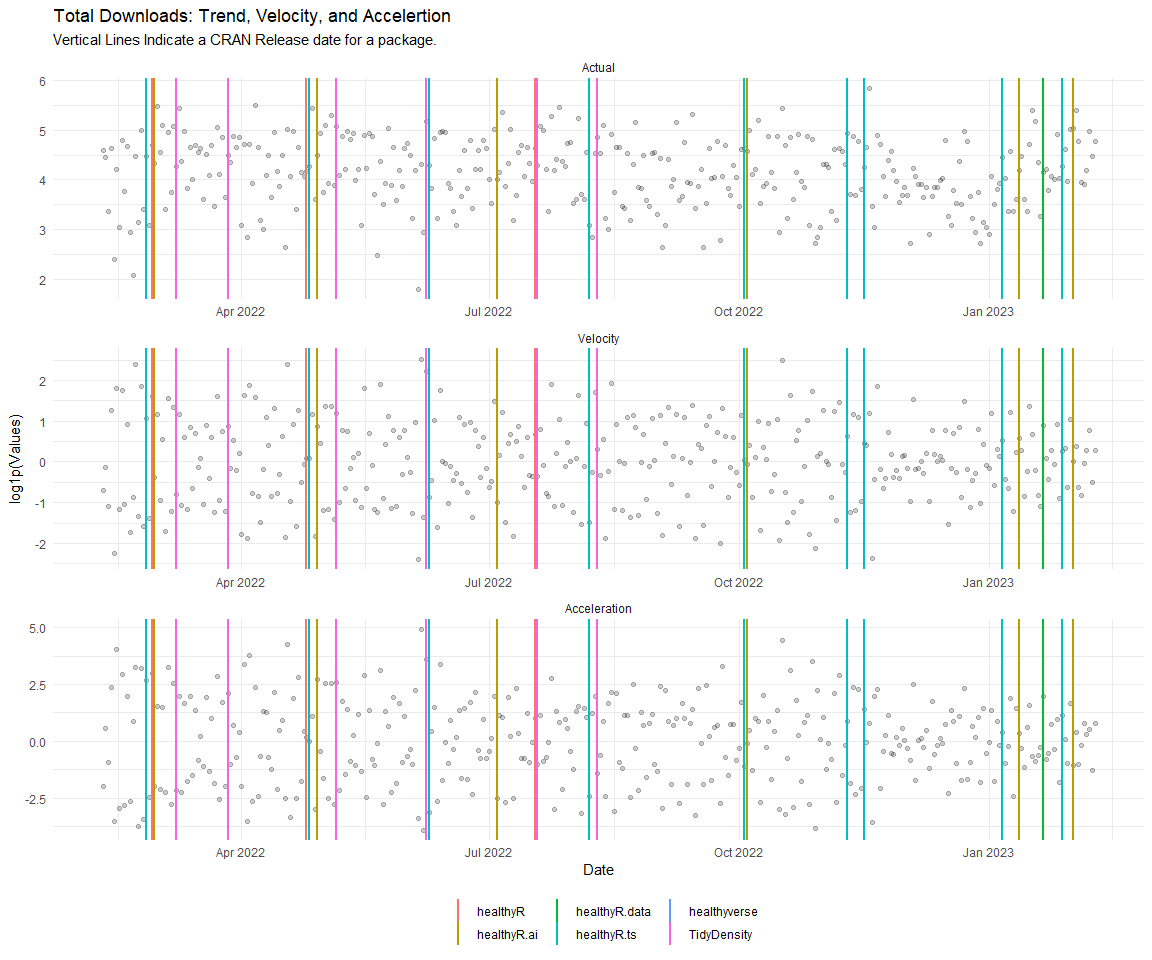 Total Downloads: Trend, Velocity, and Accelertion
Vertical Lines Indicate a CRAN Release date for a package.
Actual
6
5
4
3
2
Apr 2022 Jul 2022 Oct 2022 Jan 2023
Velocity
2
1
0
-1
-2
Apr 2022 Jul 2022 Oct 2022 Jan 2023
log1p(Values)
Acceleration
5.0
2.5
0.0
-2.5
Apr 2022 Jul 2022 Oct 2022 Jan 2023
Date
healthyR healthyR.data healthyverse
healthyR.ai healthyR.ts TidyDensity